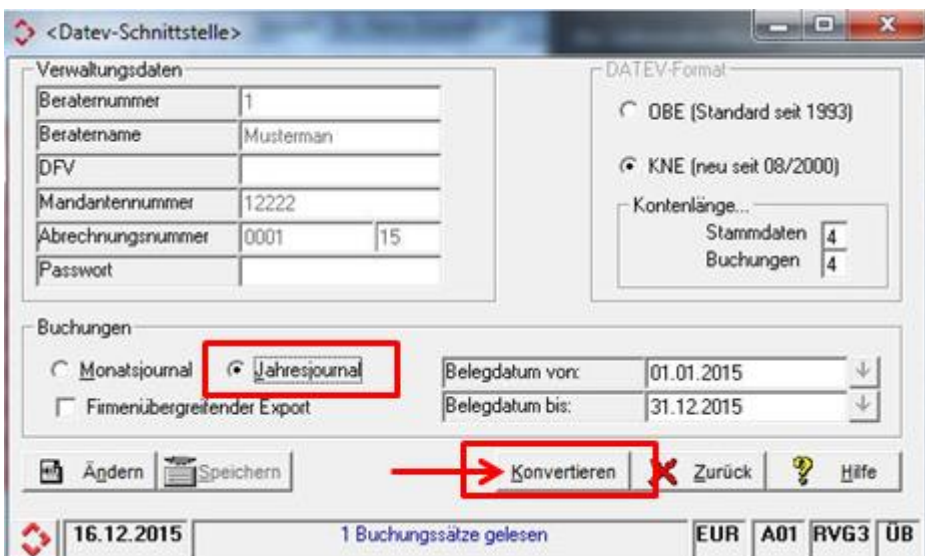 <Datev-Schnittstelle>
Verwaltungsdaten
Beraternummer 1
Beratername Musterman
DFV
Mandantennummer 12222
Abrechnungsnummer 0001 15
Passwort
DATEV-Format
OBE (Standard seit 1993)
KNE (neu seit 08/2000)
Kontenlänge...
Stammdaten 4
Buchungen 4
Buchungen
Monatsjournal Jahresjournal Belegdatum von: 01.01.2015
Firmenübergreifender Export Belegdatum bis: 31.12.2015
Ändern Speichern Konvertieren Zurück Hilfe
16.12.2015 1 Buchungssätze gelesen EUR A01 RVG3 ÜB